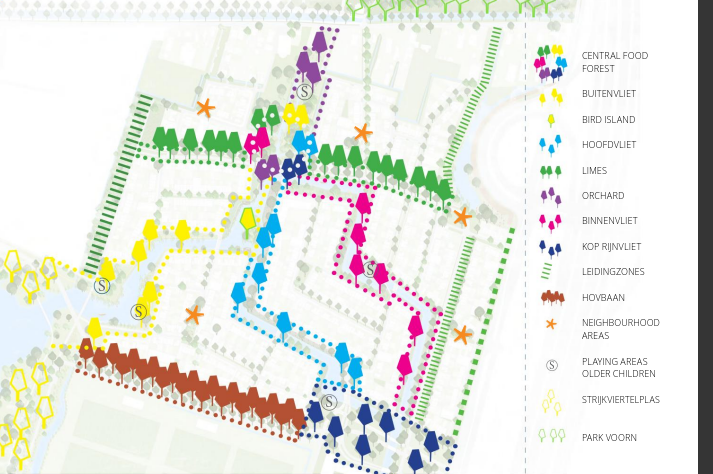 CENTRAL FOOD
FOREST
BUITENVLIET
BIRD ISLAND
HOOFDVLIET
LIMES
ORCHARD
BINNENVLIET
KOP RIJNVLIET
LEIDINGZONES
HOVBAAN
NEIGHBOURHOOD
AREAS
S PLAYING AREAS
OLDER CHILDREN
STRIJKVIERTELPLAS
PARK VOORN
S
S
S
S
S